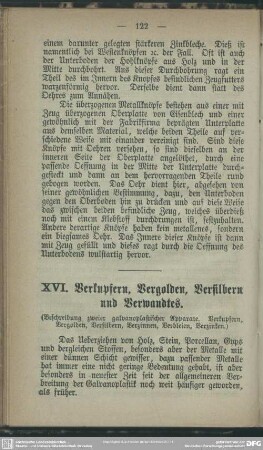 — 122 —
einem darunter gelegten stärkeren Zinkbleche. Dieß ist
namentlich bei Westenknöpfen ꝛc. der Fall. Oft ist auch
der Unterboden der Hohlknöpfe aus Holz und in der
Mitte durchbohrt. Aus dieser Durchbohrung ragt ein
Theil des im Innern des Knopfes befindlichen Zeugfutters
warzenförmig hervor. Derselbe dient dann statt des
Oehres zum Annähen.
Die überzogenen Metallknöpfe bestehen aus einer mit
Zeug überzogenen Oberplatte von Eisenblech und einer
gewöhnlich mit der Fabriksfirma beprägten Unterplatte
aus demselben Material, welche beiden Theile auf ver-
schiedene Weise mit einander vereinigt sind. Sind diese
Knöpfe mit Oehren versehen, so sind dieselben an der
inneren Seite der Oberplatte angelöthet, durch eine
passende Oeffnung in der Mitte der Unterplatte durch-
gesteckt und dann an dem hervorragenden Theile rund
gebogen worden. Das Oehr dient hier, abgesehen von
seiner gewöhnlichen Bestimmung, dazu, den Unterboden
gegen den Oberboden hin zu drücken und auf diese Weise
das zwischen beiden befindliche Zeug, welches überdieß
noch mit einem Klebstoff durchdrungen ist, festzuhalten.
Andere derartige Knöpfe haben kein metallenes, sondern
ein biegsames Oehr. Das Innere dieser Knöpfe ist dann
mit Zeug gefüllt und dieses ragt durch die Oeffnung des
Unterbodens wulstartig hervor.
XVI. Verkupfern, Vergolden, Versilbern
und Verwandtes.
(Beschreibung zweier galvanoplastischer Apparate. Verkupfern,
Vergolden, Versilbern, Verzinnen, Verbleien, Verzinken.)
Das Ueberziehen von Holz, Stein, Porcellan, Gyps
und dergleichen Stoffen, besonders aber der Metalle mit
einer dünnen Schicht gewisser, dazu passender Metalle
hat immer eine nicht geringe Bedeutung gehabt, ist aber
besonders in neuester Zeit seit der allgemeineren Ver-
breitung der Galvanoplastik noch weit häufiger geworden,
als früher.